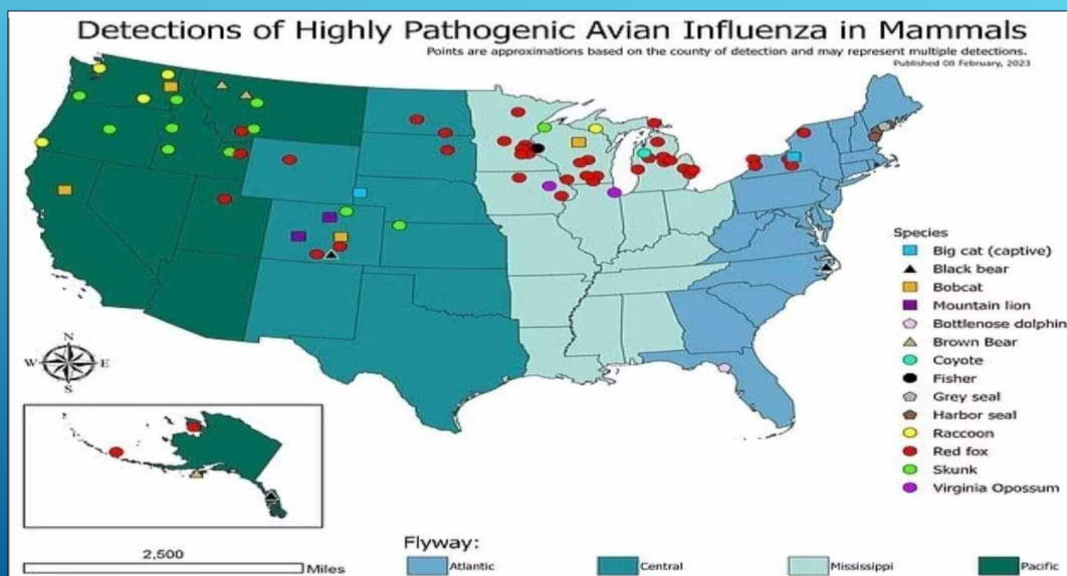 Detections of Highly Pathogenic Avian Influenza in Mammals
Points are approximations based on the county of detection and may represent multiple detections.
Published 08 February, 2023
Species
Big cat (captive)
Black bear
Bobcat
Mountain lion
Bottlenose dolphin
Brown Bear
Coyote
Fisher
Grey seal
Harbor seal
Raccoon
Red fox
Skunk
Virginia Opossum
N
W E
S
2,500
Miles
Flyway:
Atlantic Central Mississippi Pacific